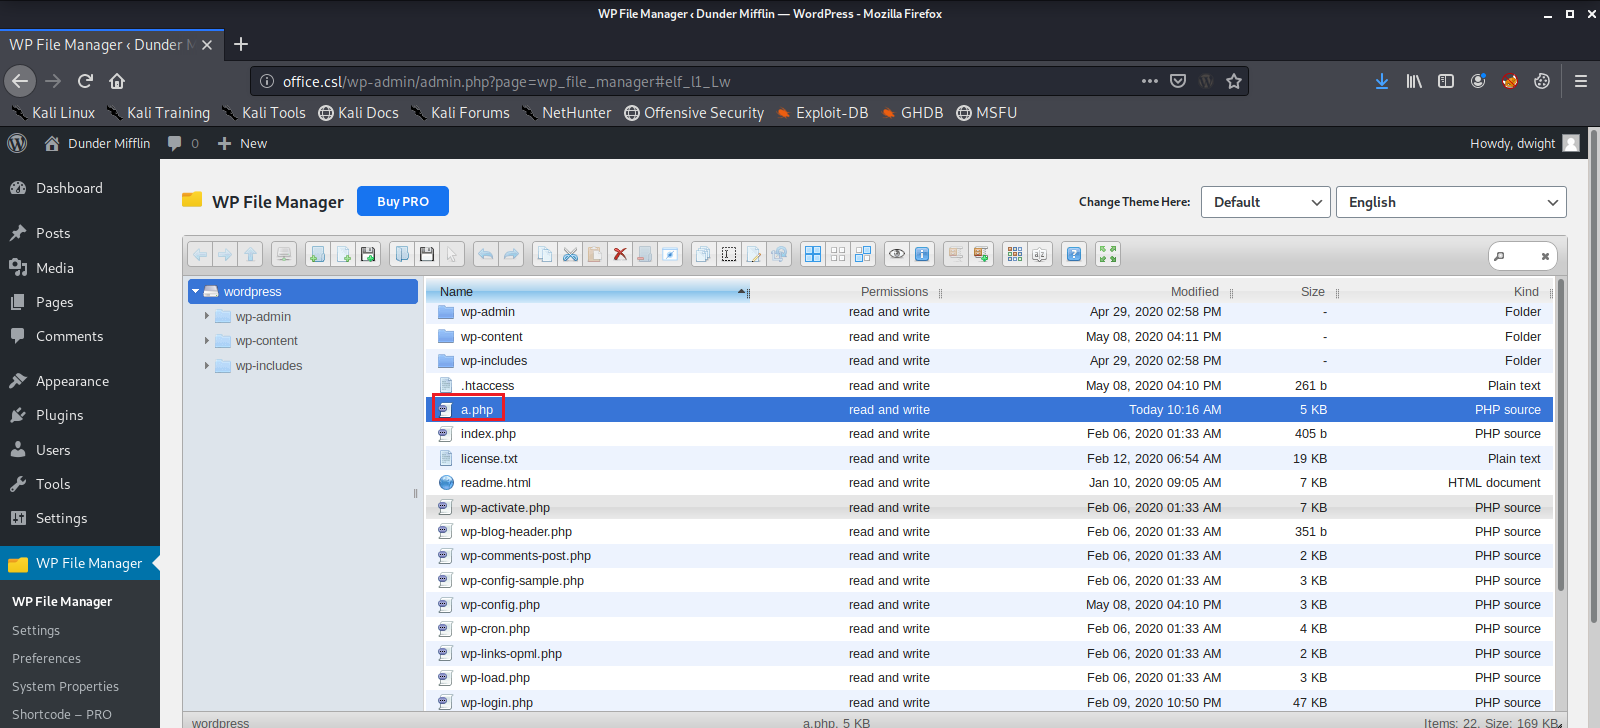 WP File Manager ‹ Dunder Mifflin — WordPress - Mozilla Firefox
WP File Manager ‹ Dunder M
office.csl/wp-admin/admin.php?page=wp_file_manager#elf_l1_Lw
Kali Linux Kali Training Kali Tools Kali Docs Kali Forums NetHunter Offensive Security Exploit-DB GHDB MSFU
Dunder Mifflin 0 New Howdy, dwight
Dashboard
Posts
Media
Pages
Comments
Appearance
Plugins
Users
Tools
Settings
WP File Manager
WP File Manager
Settings
Preferences
System Properties
Shortcode – PRO
WP File Manager Buy PRO Change Theme Here: Default English
wordpress
wp-admin
wp-content
wp-includes
Name Permissions Modified Size Kind
wp-admin read and write Apr 29, 2020 02:58 PM - Folder
wp-content read and write May 08, 2020 04:11 PM - Folder
wp-includes read and write Apr 29, 2020 02:58 PM - Folder
.htaccess read and write May 08, 2020 04:10 PM 261 b Plain text
a.php read and write Today 10:16 AM 5 KB PHP source
index.php read and write Feb 06, 2020 01:33 AM 405 b PHP source
license.txt read and write Feb 12, 2020 06:54 AM 19 KB Plain text
readme.html read and write Jan 10, 2020 09:05 AM 7 KB HTML document
wp-activate.php read and write Feb 06, 2020 01:33 AM 7 KB PHP source
wp-blog-header.php read and write Feb 06, 2020 01:33 AM 351 b PHP source
wp-comments-post.php read and write Feb 06, 2020 01:33 AM 2 KB PHP source
wp-config-sample.php read and write Feb 06, 2020 01:33 AM 3 KB PHP source
wp-config.php read and write May 08, 2020 04:10 PM 3 KB PHP source
wp-cron.php read and write Feb 06, 2020 01:33 AM 4 KB PHP source
wp-links-opml.php read and write Feb 06, 2020 01:33 AM 2 KB PHP source
wp-load.php read and write Feb 06, 2020 01:33 AM 3 KB PHP source
wp-login.php read and write Feb 09, 2020 10:50 PM 47 KB PHP source
wordpress a.php, 5 KB Items: 22, Size: 169 KB